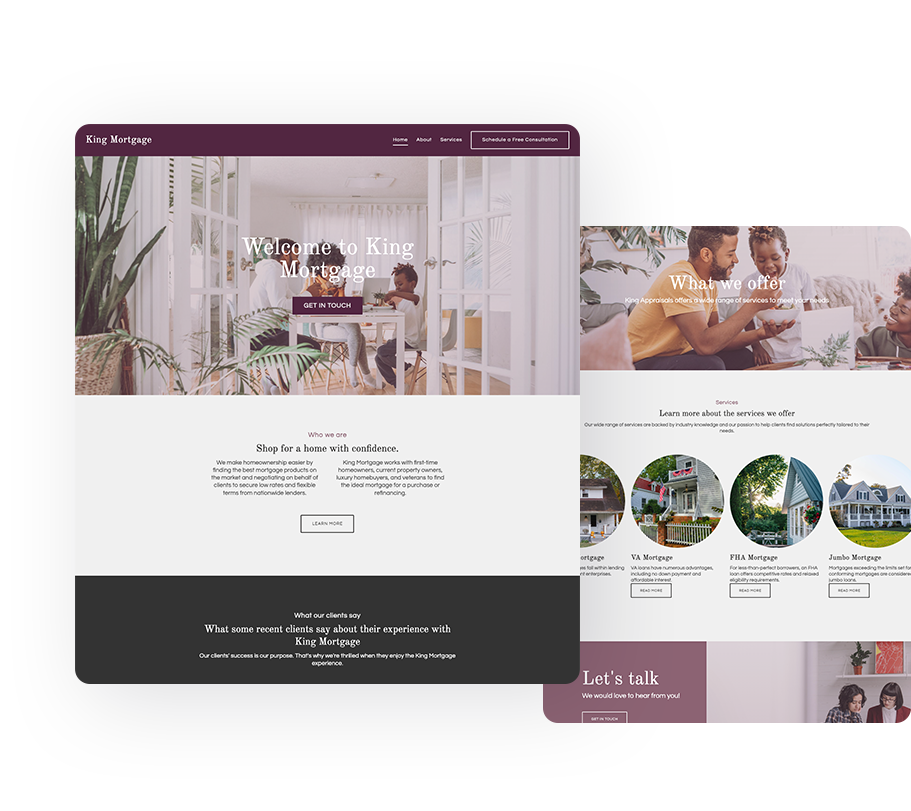 King Mortgage
Home About Services Schedule a Free Consultation
Welcome to King
Mortgage
GET IN TOUCH
Who we are
Shop for a home with confidence.
We make homeownership easier by
finding the best mortgage products on
the market and negotiating on behalf of
clients to secure low rates and flexible
terms from nationwide lenders.
King Mortgage works with first-time
homeowners, current property owners,
luxury homebuyers, and veterans to find
the ideal mortgage for a purchase or
refinancing.
LEARN MORE
What our clients say
What some recent clients say about their experience with
King Mortgage
Our clients' success is our purpose. That's why we're thrilled when they enjoy the King Mortgage
experience.
What we offer
King Appraisals offers a wide range of services to meet your needs
Services
Learn more about the services we offer
Our wide range of services are backed by industry knowledge and our passion to help clients find solutions perfectly tailored to their
needs.
ortgage
es fall within lending
nt enterprises.
VA Mortgage
VA loans have numerous advantages,
including no down payment and
affordable interest.
READ MORE
FHA Mortgage
For less-than-perfect borrowers, an FHA
loan offers competitive rates and relaxed
eligibility requirements.
READ MORE
Jumbo Mortgage
Mortgages exceeding the limits set for
conforming mortgages are considere
jumbo loans.
READ MORE
Let's talk
We would love to hear from you!
GET IN TOUCH